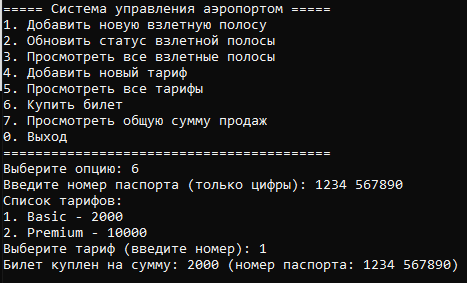 ===== Система управления аэропортом =====
1. Добавить новую взлетную полосу
2. Обновить статус взлетной полосы
3. Просмотреть все взлетные полосы
4. Добавить новый тариф
5. Просмотреть все тарифы
6. Купить билет
7. Просмотреть общую сумму продаж
0. Выход
=========================================
Выберите опцию: 6
Введите номер паспорта (только цифры): 1234 567890
Список тарифов:
1. Basic - 2000
2. Premium - 10000
Выберите тариф (введите номер): 1
Билет куплен на сумму: 2000 (номер паспорта: 1234 567890)